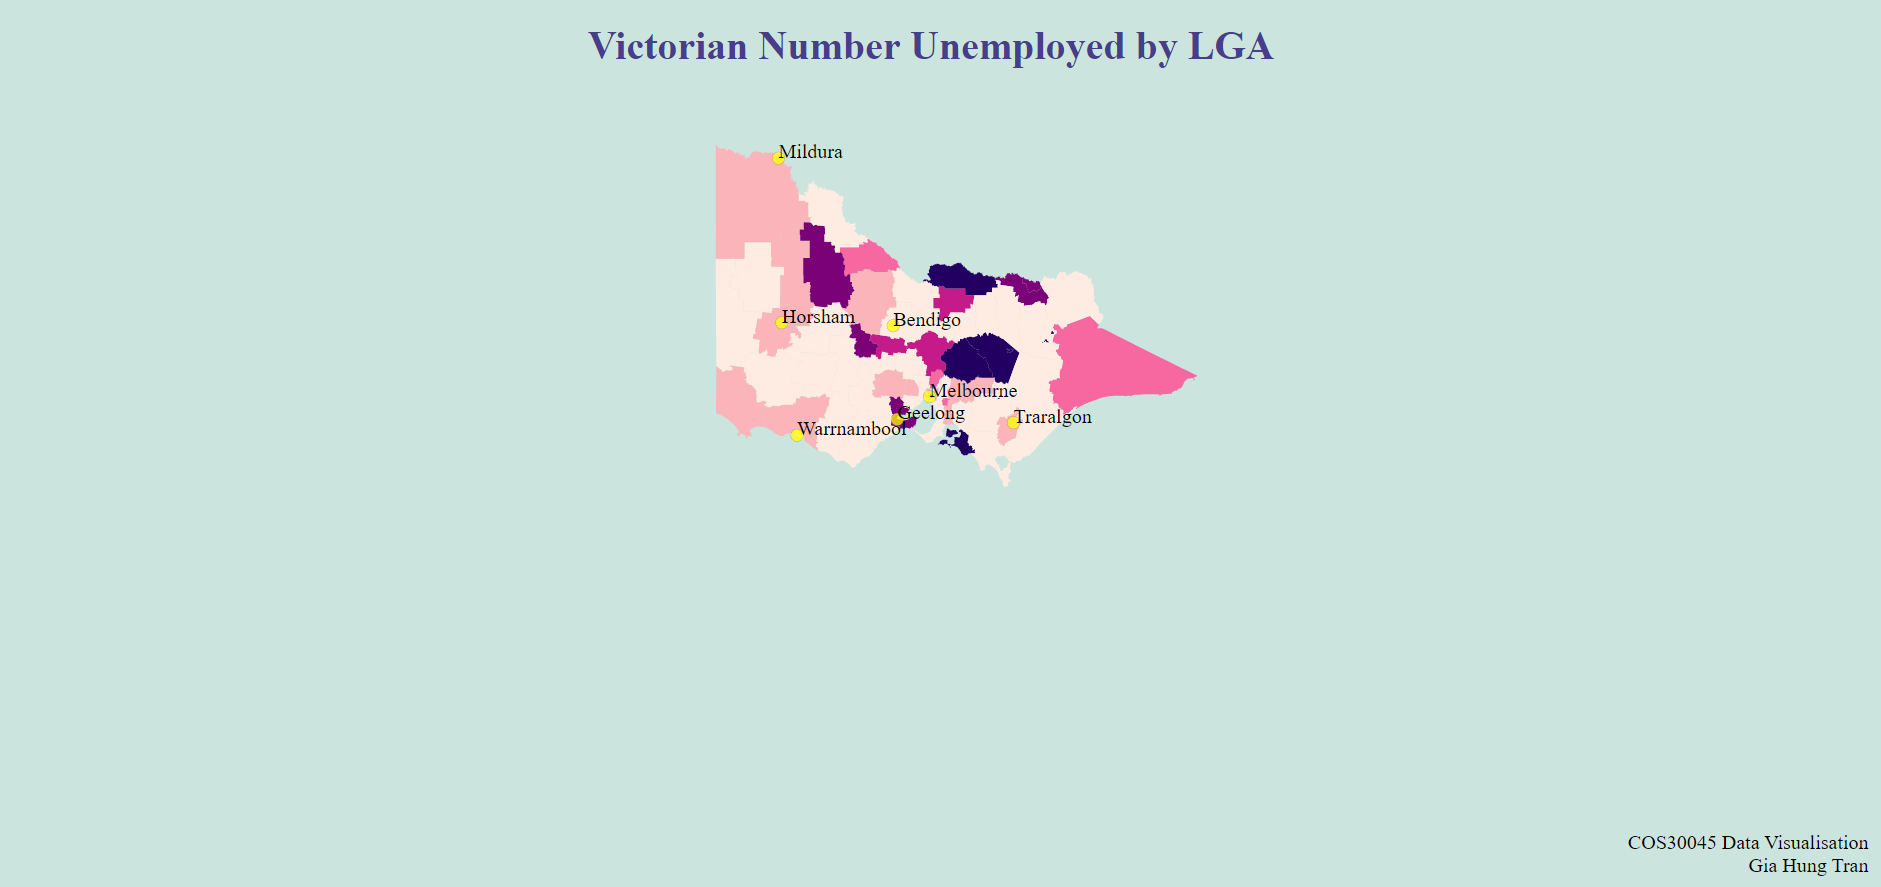 Victorian Number Unemployed by LGA
Mildura
Horsham
Bendigo
Melbourne
Geelong
Traralgon
Warrnambool
COS30045 Data Visualisation
Gia Hung Tran